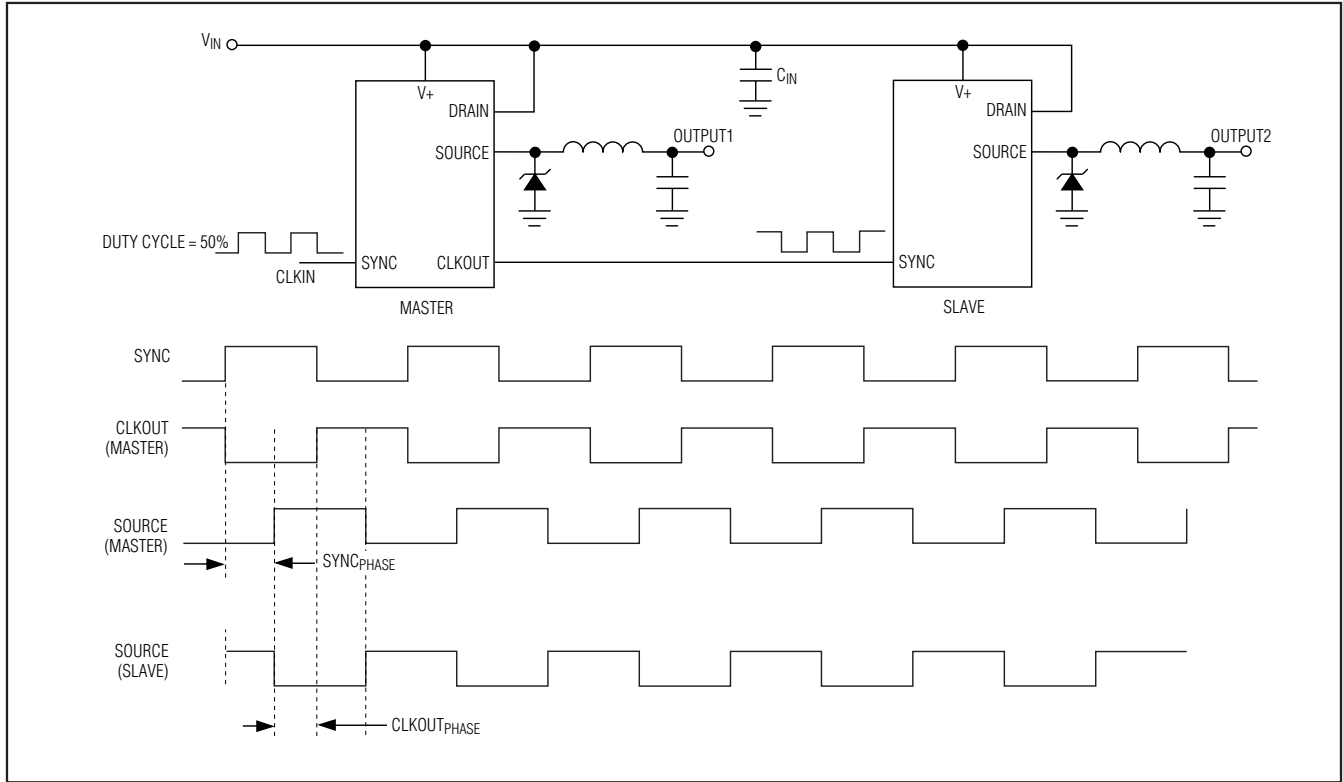 VIN
V+
DRAIN
SOURCE
OUTPUT1
CIN
V+
DRAIN
SOURCE
OUTPUT2
DUTY CYCLE = 50%
CLKIN
SYNC
CLKOUT
SYNC
MASTER
SLAVE
SYNC
CLKOUT
(MASTER)
SOURCE
(MASTER)
SYNCPHASE
SOURCE
(SLAVE)
CLKOUTPHASE